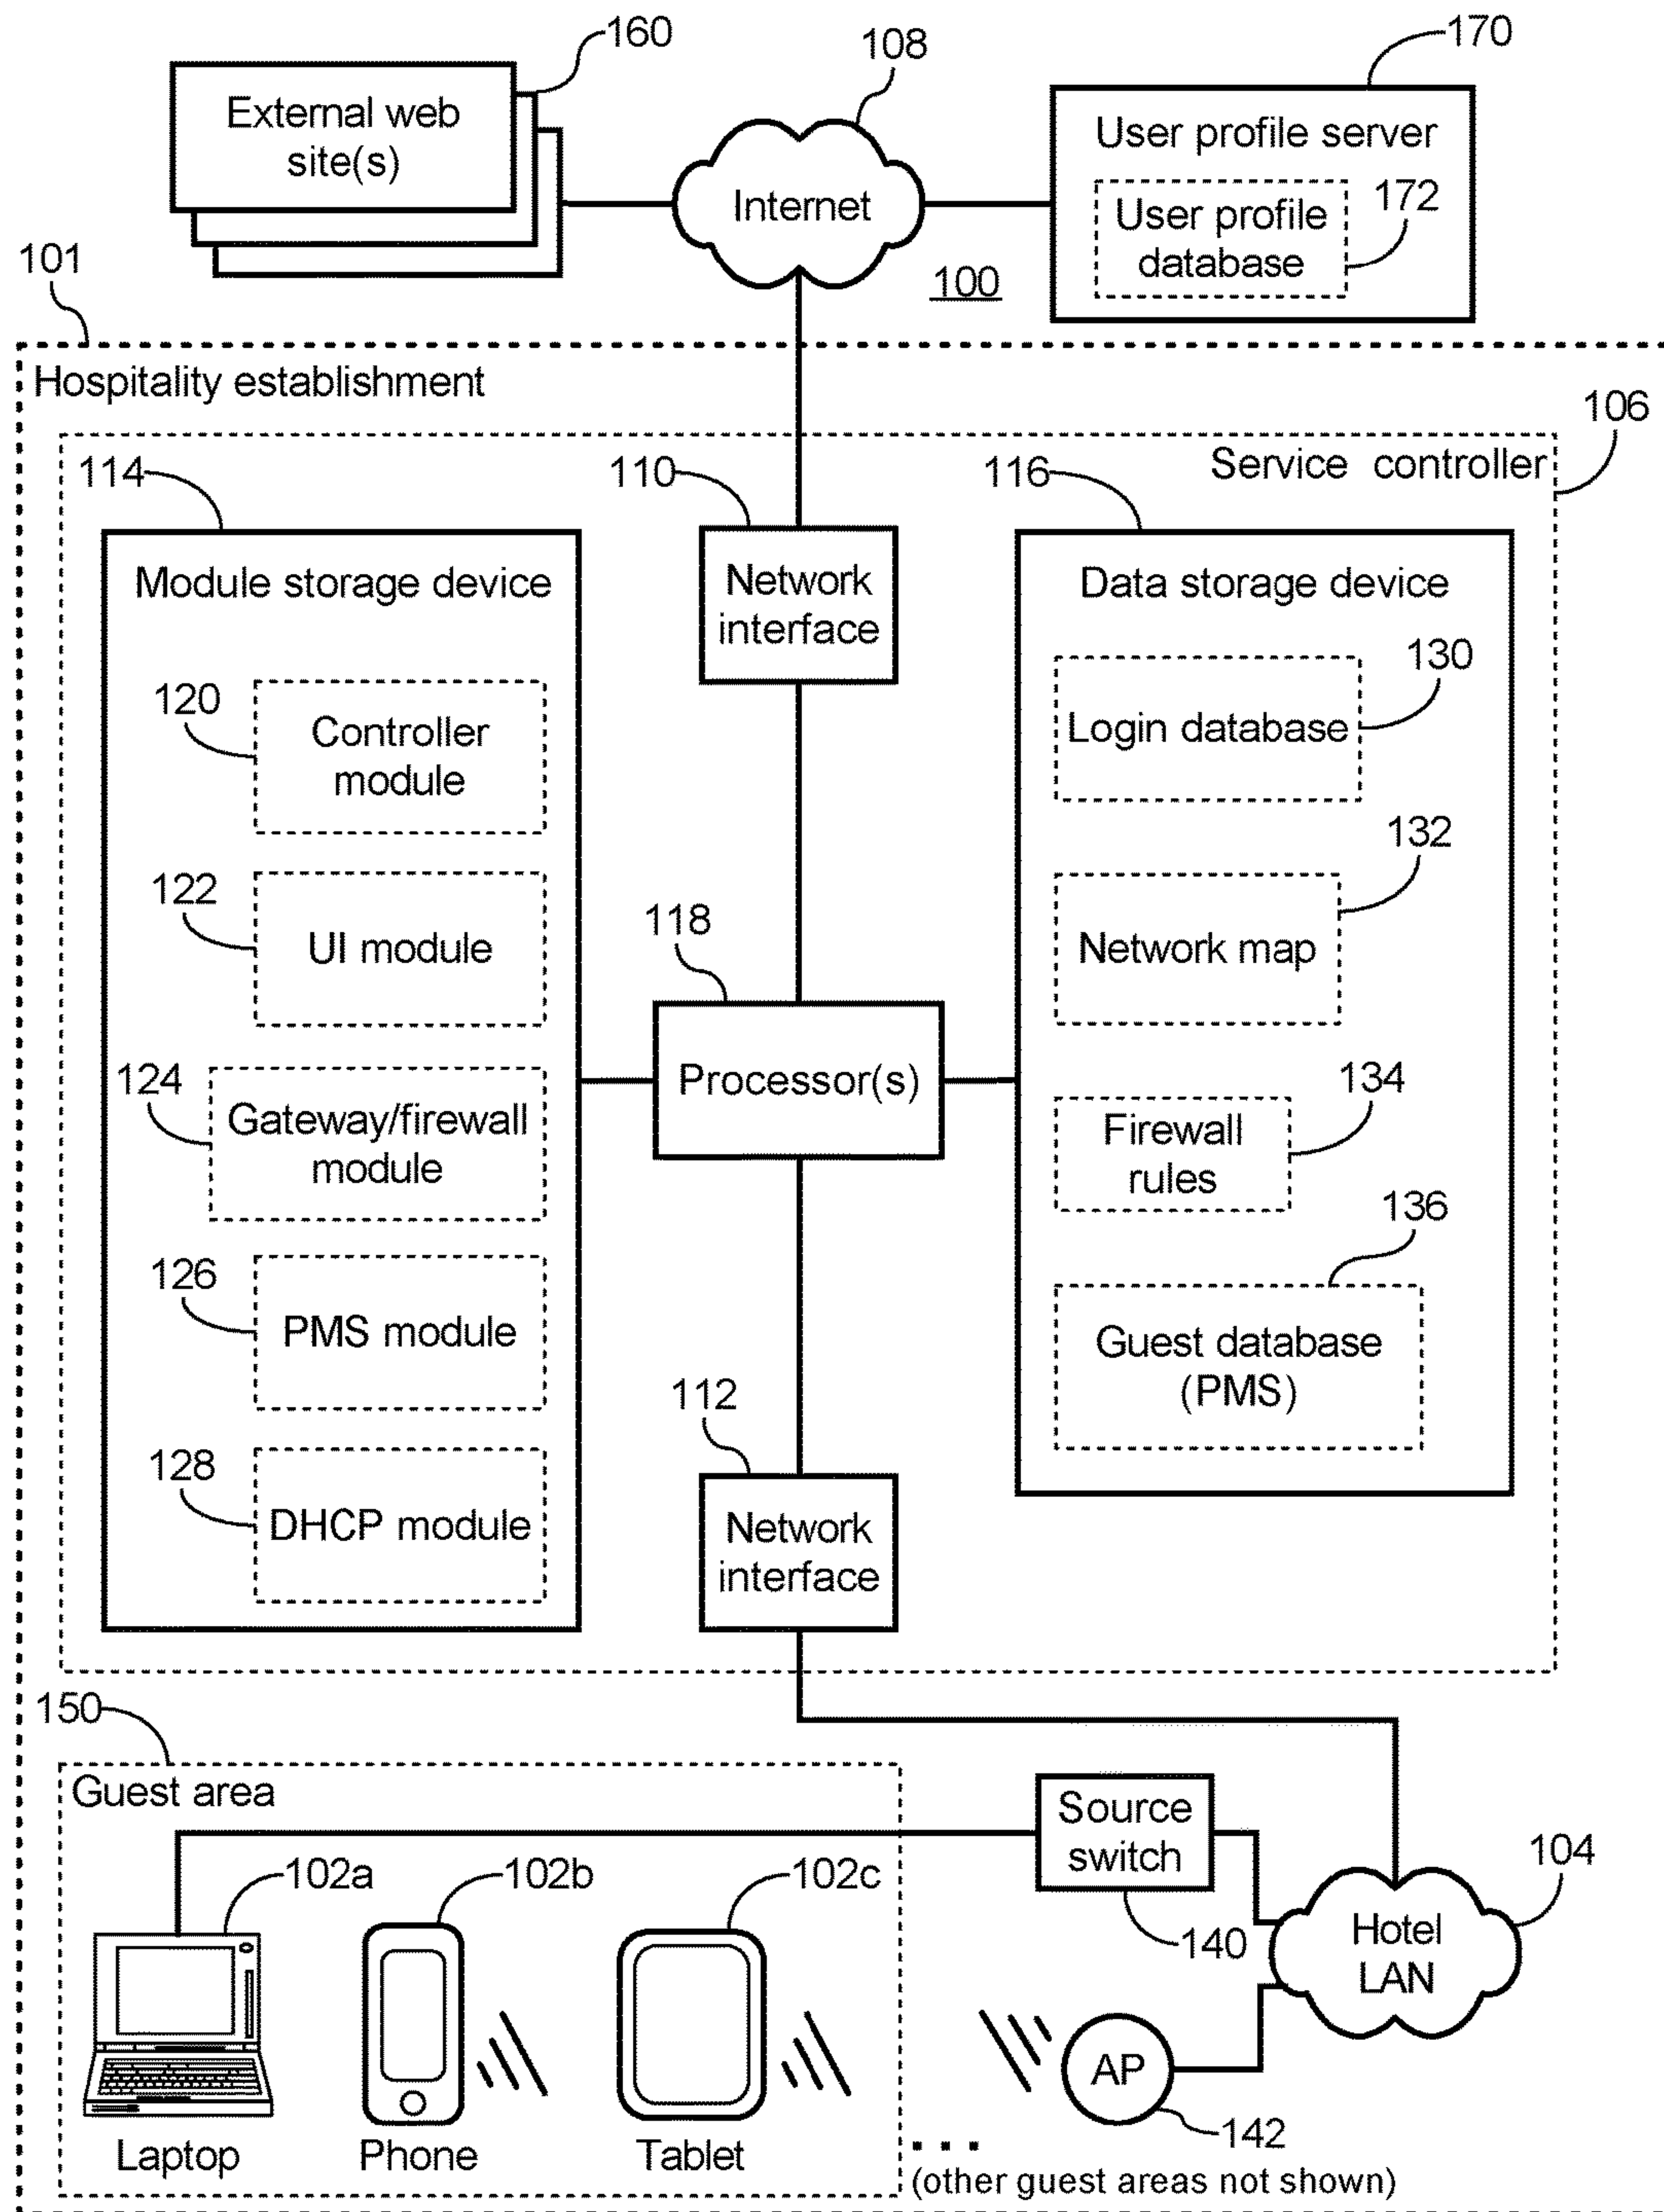 160
108
170
External web
site(s)
Internet
User profile server
User profile
database
172
101
100
Hospitality establishment
106
Service controller
114
110
116
Module storage device
Network
interface
Data storage device
120
Controller
module
130
Login database
122
UI module
132
Network map
118
Processor(s)
124
Gateway/firewall
module
134
Firewall
rules
126
PMS module
136
Guest database
(PMS)
112
128
DHCP module
Network
interface
150
Guest area
Source
switch
104
102a
102b
102c
140
Hotel
LAN
AP
142
Laptop
Phone
Tablet
...
(other guest areas not shown)